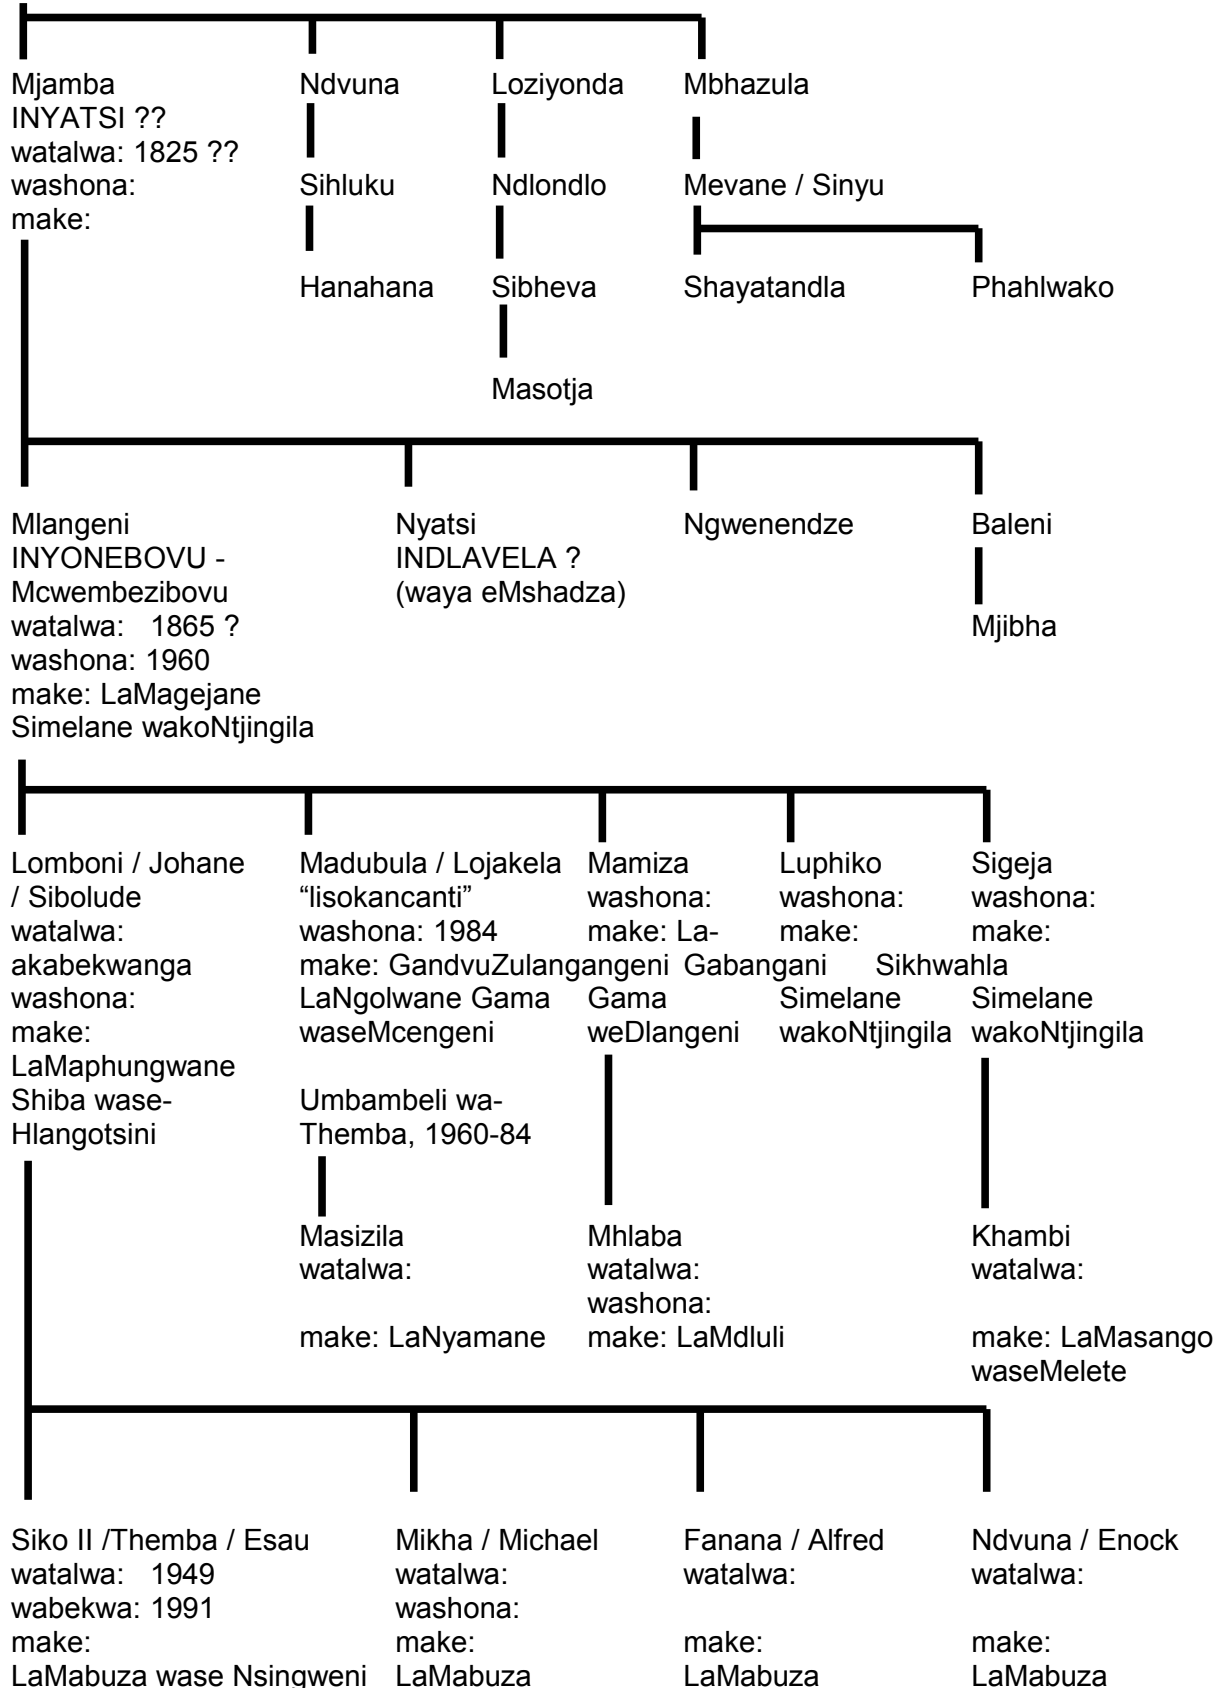 Mjamba
INYATSI ??
watalwa: 1825 ??
washona:
make:
Ndvuna
Loziyonda
Mbhazula
Sihluku
Ndlondlo
Mevane / Sinyu
Hanahana
Sibheva
Shayatandla
Phahlwako
Masotja
Mlangeni
INYONEBOVU -
Mcwembezibovu
watalwa: 1865 ?
washona: 1960
make: LaMagejane
Simelane wakoNtjingila
Nyatsi
INDLAVELA ?
(waya eMshadza)
Ngwenendze
Baleni
Mjibha
Lomboni / Johane
/ Sibolude
watalwa:
akabekwanga
washona:
make:
LaMaphungwane
Shiba wase-
Hlangotsini
Madubula / Lojakela
“lisokancanti”
washona: 1984
make: GandvuZulangangeni Gabangani Sikhwahla
LaNgolwane Gama
waseMcengeni
Umbambeli wa-
Themba, 1960-84
Mamiza
washona:
make: La-
Gama
weDlangeni
Luphiko
washona:
make:
Simelane
wakoNtjingila
Sigeja
washona:
make:
Simelane
wakoNtjingila
Masizila
watalwa:
make: LaNyamane
Mhlaba
watalwa:
washona:
make: LaMdluli
Khambi
watalwa:
make: LaMasango
waseMelete
Siko II /Themba / Esau
watalwa: 1949
wabekwa: 1991
make:
LaMabuza wase Nsingweni
Mikha / Michael
watalwa:
washona:
make:
LaMabuza
Fanana / Alfred
watalwa:
make:
LaMabuza
Ndvuna / Enock
watalwa:
make:
LaMabuza